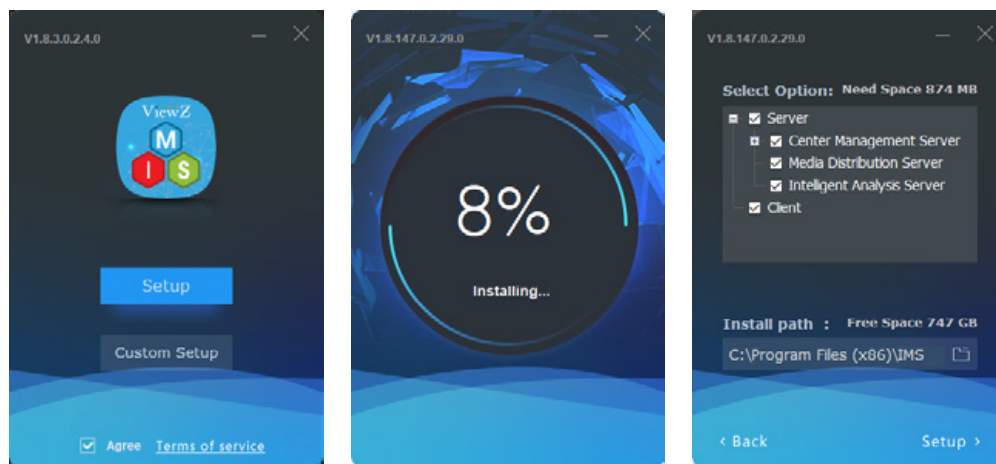 V1.8.3.0.2.4.0
ViewZ
M
I S
Setup
Custom Setup
Agree Terms of service
V1.8.147.0.2.29.0
8%
Installing...
V1.8.147.0.2.29.0
Select Option: Need Space 874 MB
Server
Center Management Server
Media Distribution Server
Inteligent Analysis Server
Client
Install path : Free Space 747 GB
C:\Program Files (x86)\IMS
< Back Setup >